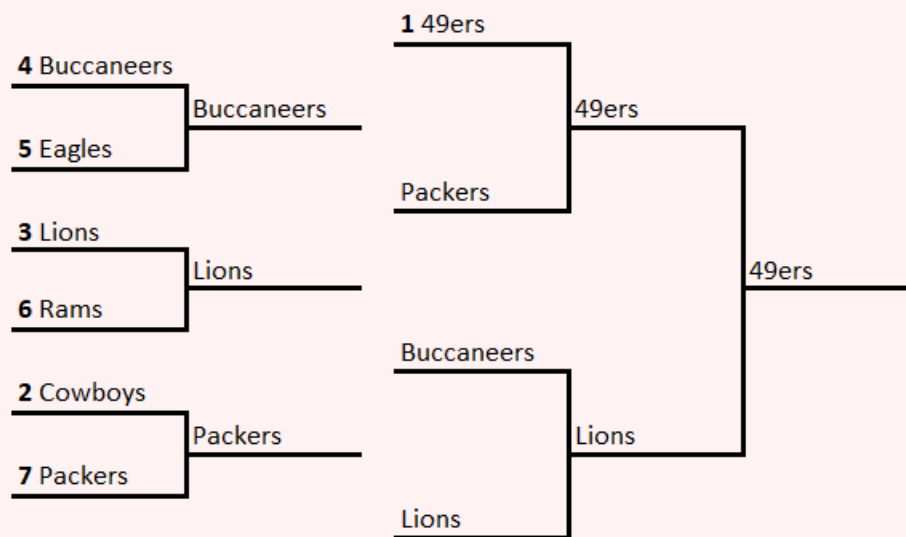 4 Buccaneers
Buccaneers
5 Eagles
3 Lions
Lions
6 Rams
2 Cowboys
Packers
7 Packers
1 49ers
49ers
Packers
49ers
Buccaneers
Lions
Lions